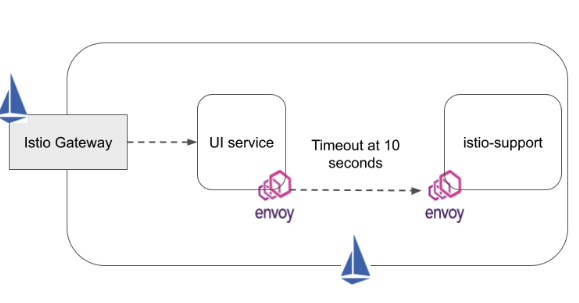 Istio Gateway
UI service
Timeout at 10
seconds
istio-support
envoy
envoy